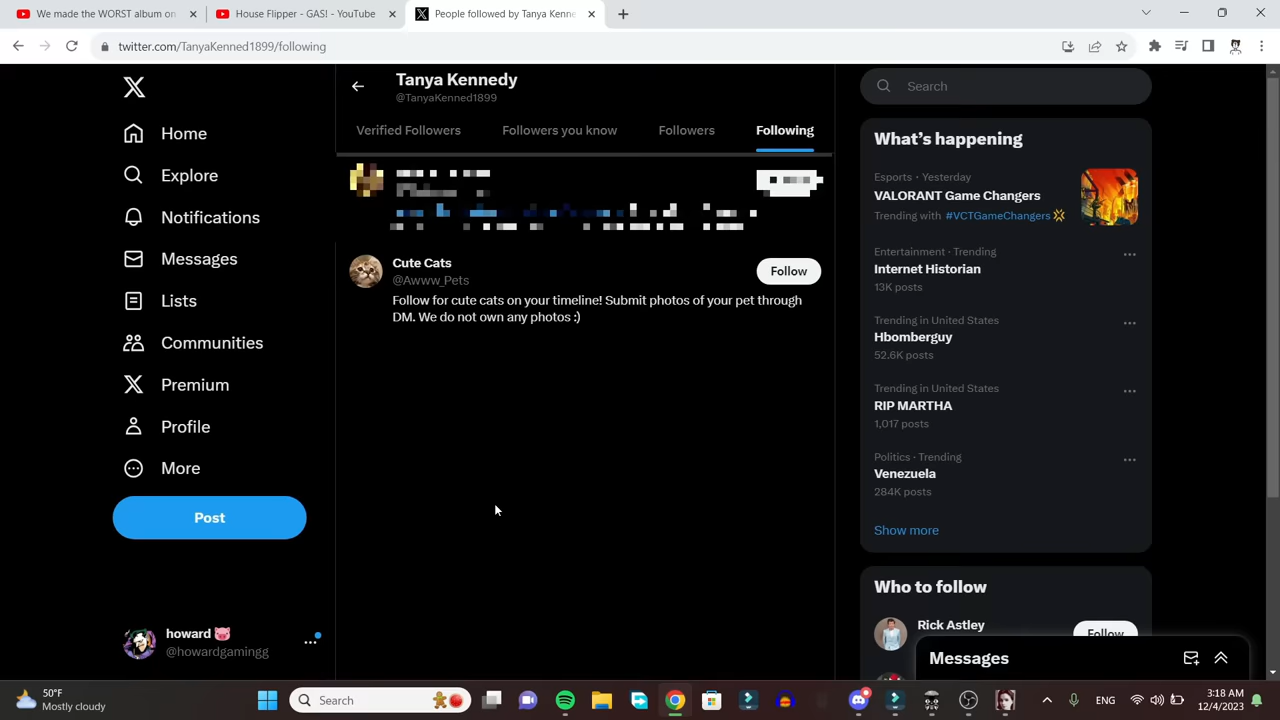 We made the WORST album on
House Flipper - GAS! - YouTube
People followed by Tanya Kenne
twitter.com/TanyaKenned1899/following
Tanya Kennedy
@TanyaKenned1899
Verified Followers
Followers you know
Followers
Following
Home
Explore
Notifications
Messages
Lists
Communities
Premium
Profile
More
Post
howard
@howardgamingg
Cute Cats
@Awww_Pets
Follow
Follow for cute cats on your timeline! Submit photos of your pet through
DM. We do not own any photos :)
Search
What's happening
Esports · Yesterday
VALORANT Game Changers
Trending with #VCTGameChangers
Entertainment · Trending
Internet Historian
13K posts
Trending in United States
Hbomberguy
52.6K posts
Trending in United States
RIP MARTHA
1,017 posts
Politics · Trending
Venezuela
284K posts
Show more
Who to follow
Rick Astley
Follow
Messages
50°F
Mostly cloudy
Search
ENG
3:18 AM
12/4/2023